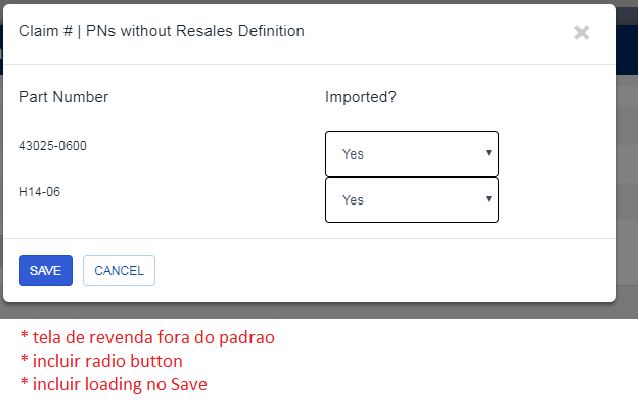 Claim # | PNs without Resales Definition
Part Number Imported?
43025-0600 Yes
H14-06 Yes
SAVE CANCEL
* tela de revenda fora do padrao
* incluir radio button
* incluir loading no Save